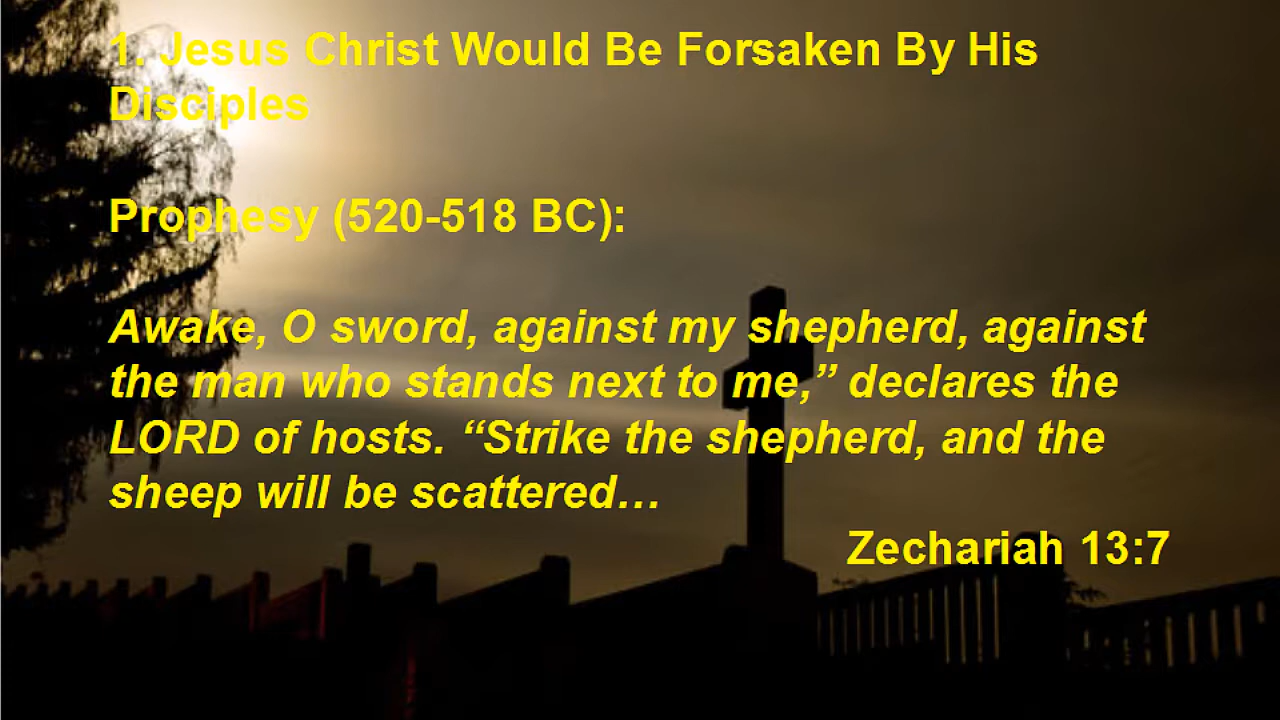 1. Jesus Christ Would Be Forsaken By His
Disciples
Prophesy (520-518 BC):
Awake, O sword, against my shepherd, against
the man who stands next to me,” declares the
LORD of hosts. “Strike the shepherd, and the
sheep will be scattered…
Zechariah 13:7